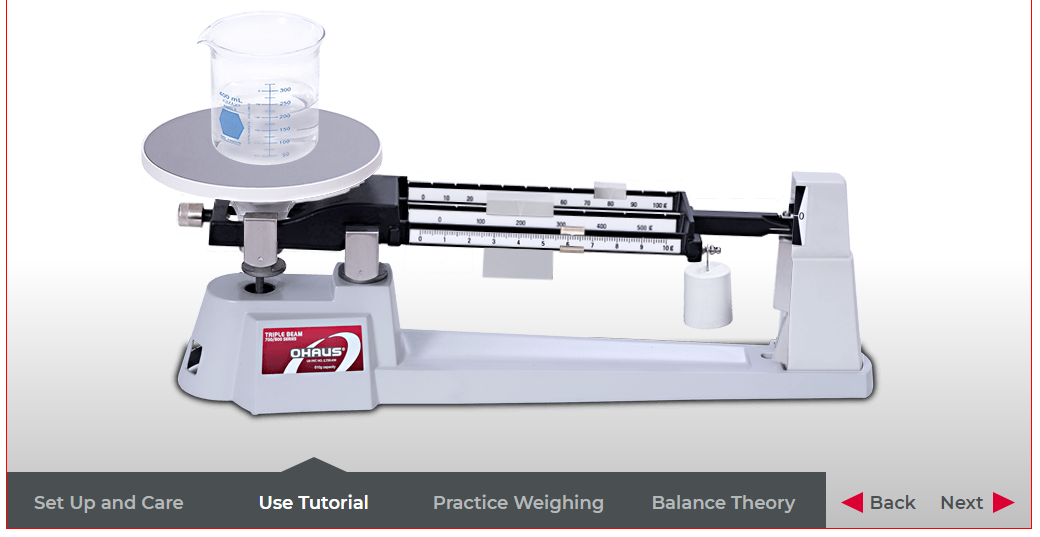 400 mL
300
250
200
150
100
50
0 10 20 60 70 80 90 100 g
0 100 200 300 400 500 g
0 1 2 3 4 5 6 7 8 9 10 g
0
TRIPLE BEAM
700/800 SERIES
OHAUS®
610g capacity
Set Up and Care
Use Tutorial
Practice Weighing
Balance Theory
Back
Next